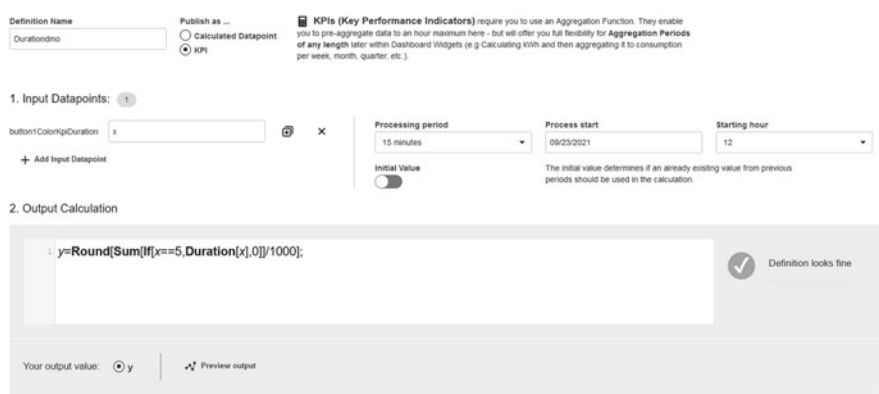 Definition Name
Durationdmo
Publish as ...
Calculated Datapoint
KPI
KPIs (Key Performance Indicators) require you to use an Aggregation Function. They enable
you to pre-aggregate data to an hour maximum here - but will offer you full flexibility for Aggregation Periods
of any length later within Dashboard Widgets (e.g Calculating kWh and then aggregating it to consumption
per week, month, quarter, etc.).
1. Input Datapoints: 1
button1ColorKpiDuration x
+ Add Input Datapoint
Processing period
15 minutes
Process start
09/23/2021
Starting hour
12
Initial Value
The initial value determines if an already existing value from previous
periods should be used in the calculation.
2. Output Calculation
1 y=Round[Sum[If[x==5,Duration[x],0]]/1000];
Definition looks fine
Your output value: y
Preview output